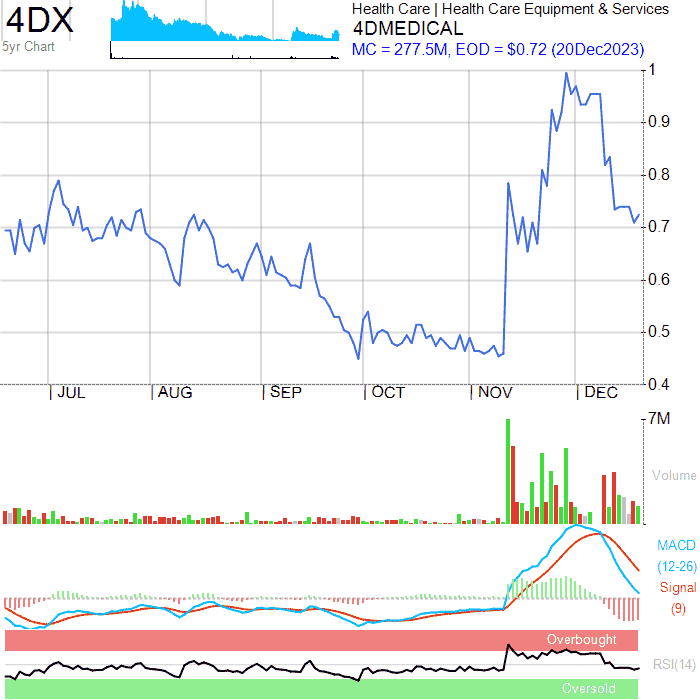 4DX
5yr Chart
Health Care | Health Care Equipment & Services
4DMEDICAL
MC = 277.5M, EOD = $0.72 (20Dec2023)
1
0.9
0.8
0.7
0.6
0.5
0.4
JUL AUG SEP OCT NOV DEC
7M
Volume
MACD
(12-26)
Signal
(9)
Overbought
RSI(14)
Oversold